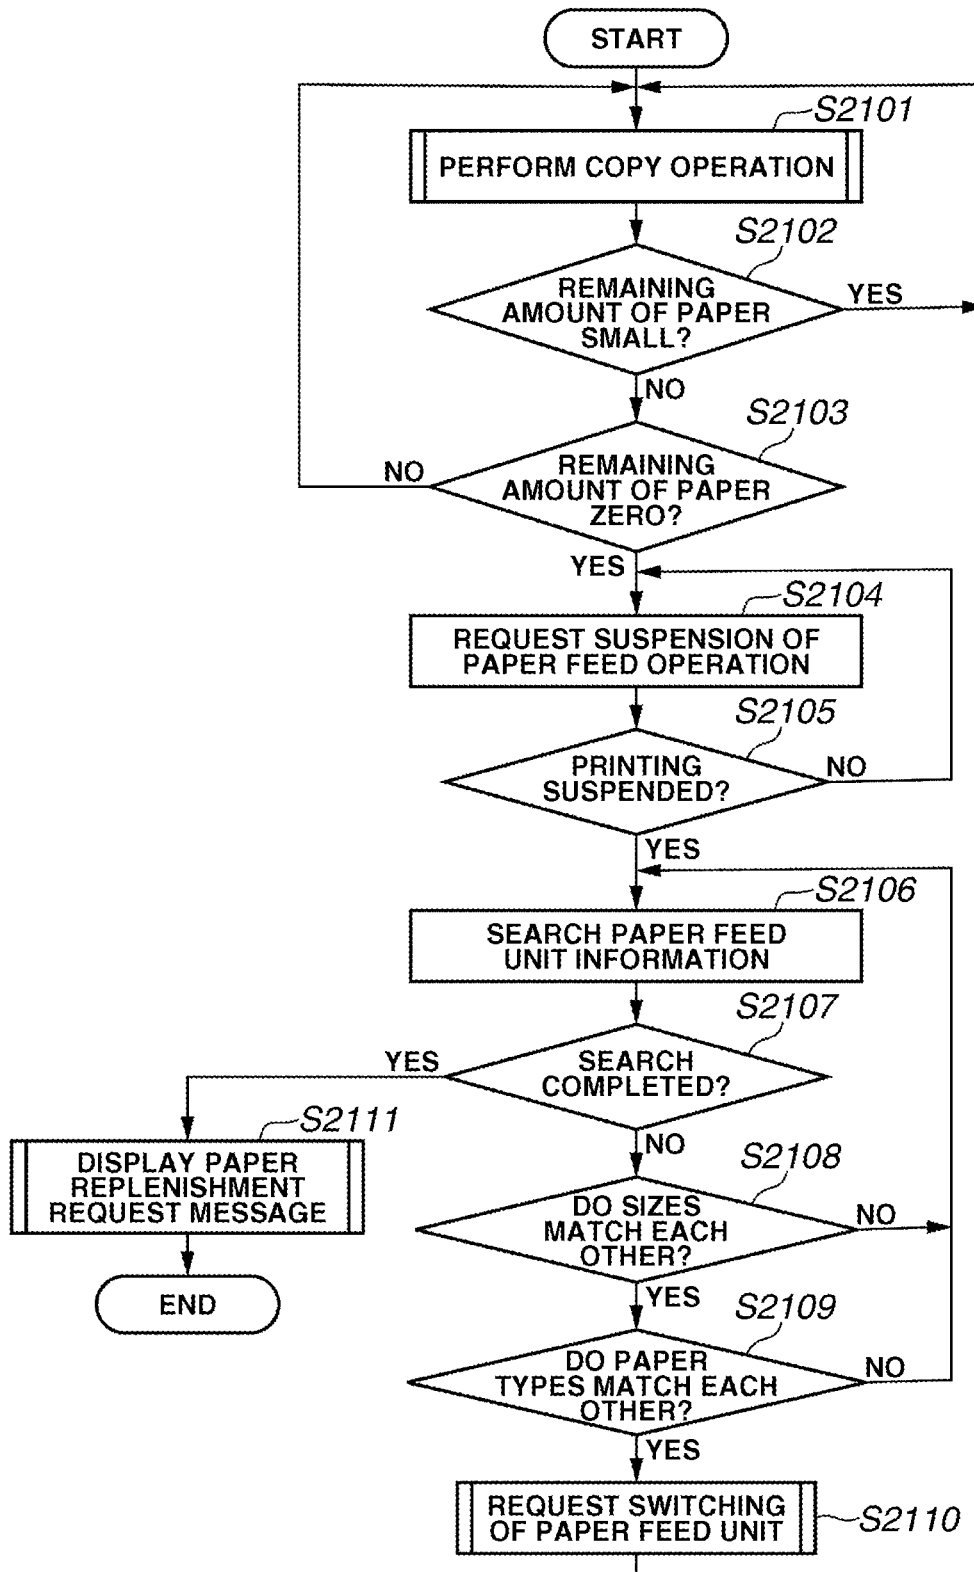 START
S2101
PERFORM COPY OPERATION
S2102
REMAINING
AMOUNT OF PAPER
SMALL?
YES
NO
S2103
REMAINING
AMOUNT OF PAPER
ZERO?
NO
YES
S2104
REQUEST SUSPENSION OF
PAPER FEED OPERATION
S2105
PRINTING
SUSPENDED?
NO
YES
S2106
SEARCH PAPER FEED
UNIT INFORMATION
S2107
SEARCH
COMPLETED?
YES
NO
S2111
DISPLAY PAPER
REPLENISHMENT
REQUEST MESSAGE
END
S2108
DO SIZES
MATCH EACH
OTHER?
NO
YES
S2109
DO PAPER
TYPES MATCH EACH
OTHER?
NO
YES
REQUEST SWITCHING
OF PAPER FEED UNIT
S2110